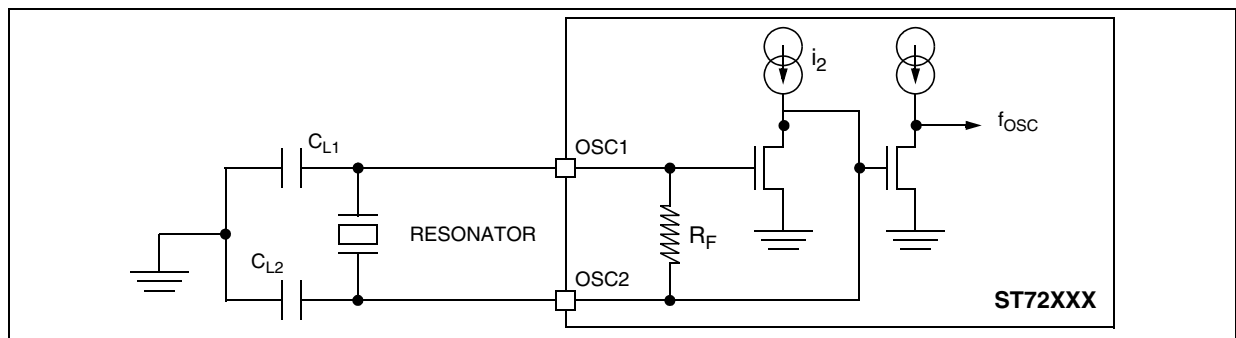 i2
fOSC
CL1
OSC1
RESONATOR
RF
CL2
OSC2
ST72XXX